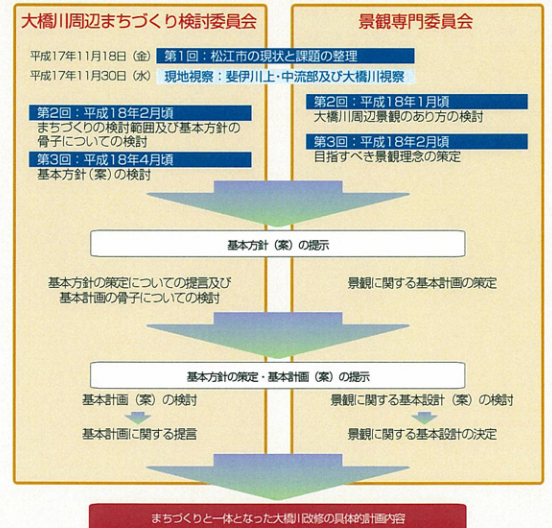 大橋川周辺まちづくり検討委員会
景観専門委員会
平成17年11月18日（金） 第1回：松江市の現状と課題の整理
平成17年11月30日（水） 現地視察：斐伊川上・中流部及び大橋川視察
第2回：平成18年2月頃
まちづくりの検討範囲及び基本方針の
骨子についての検討
第3回：平成18年4月頃
基本方針（案）の検討
第2回：平成18年1月頃
大橋川周辺景観のあり方の検討
第3回：平成18年2月頃
目指すべき景観理念の策定
基本方針（案）の提示
基本方針の策定についての提言及び
基本計画の骨子についての検討
景観に関する基本計画の策定
基本方針の策定・基本計画（案）の提示
基本計画（案）の検討
基本計画に関する提言
景観に関する基本設計（案）の検討
景観に関する基本設計の決定
まちづくりと一体となった大橋川改修の具体的計画内容